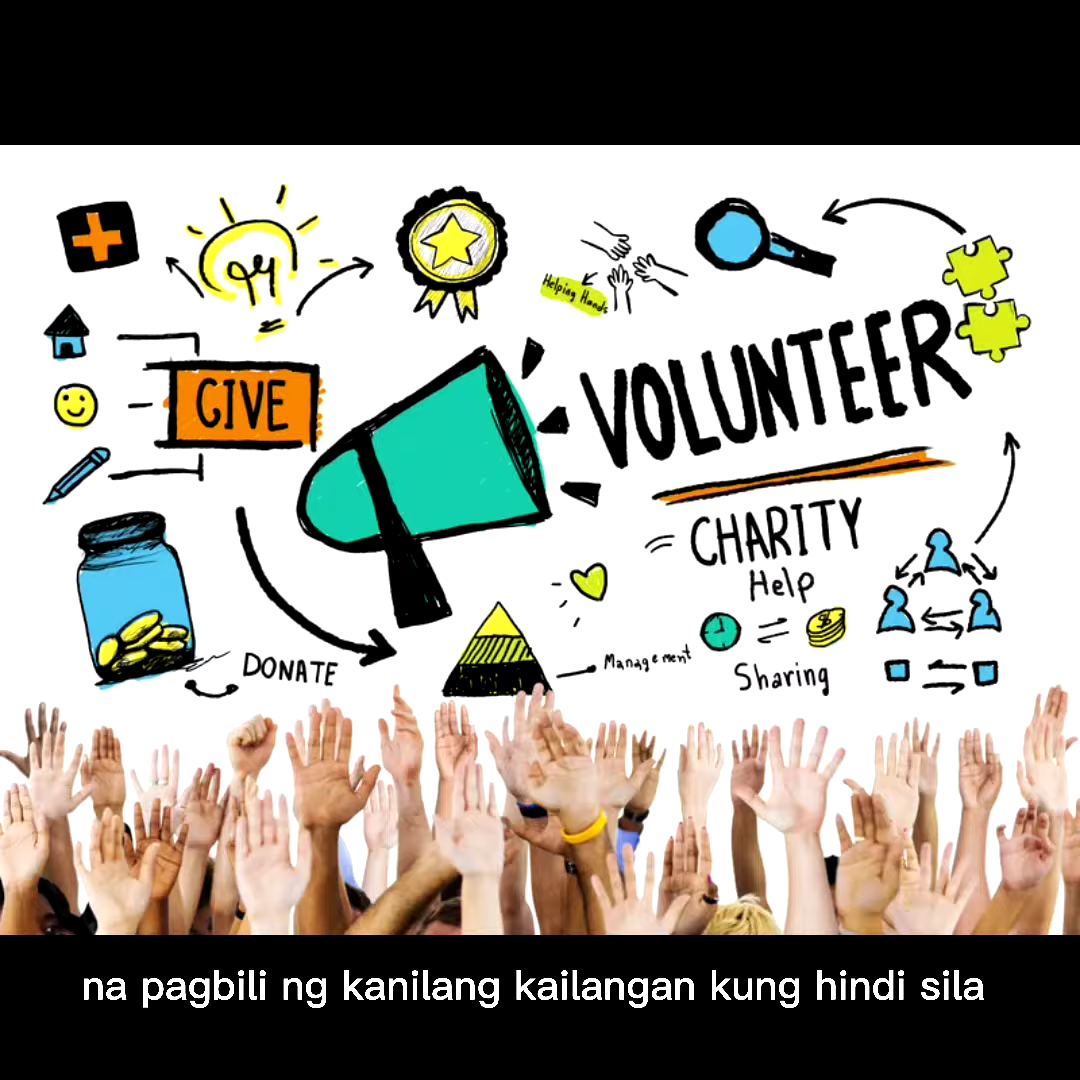 Helping Hands
GIVE
VOLUNTEER
CHARITY
Help
DONATE
Management
Sharing
na pagbili ng kanilang kailangan kung hindi sila